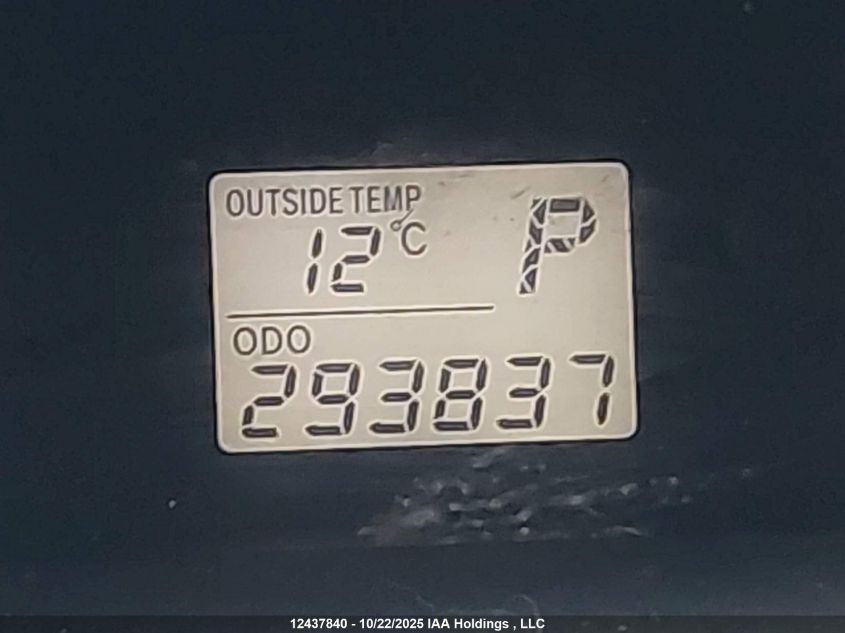 OUTSIDE TEMP
12°C P
ODO
293837
12437840 - 10/22/2025 IAA Holdings , LLC